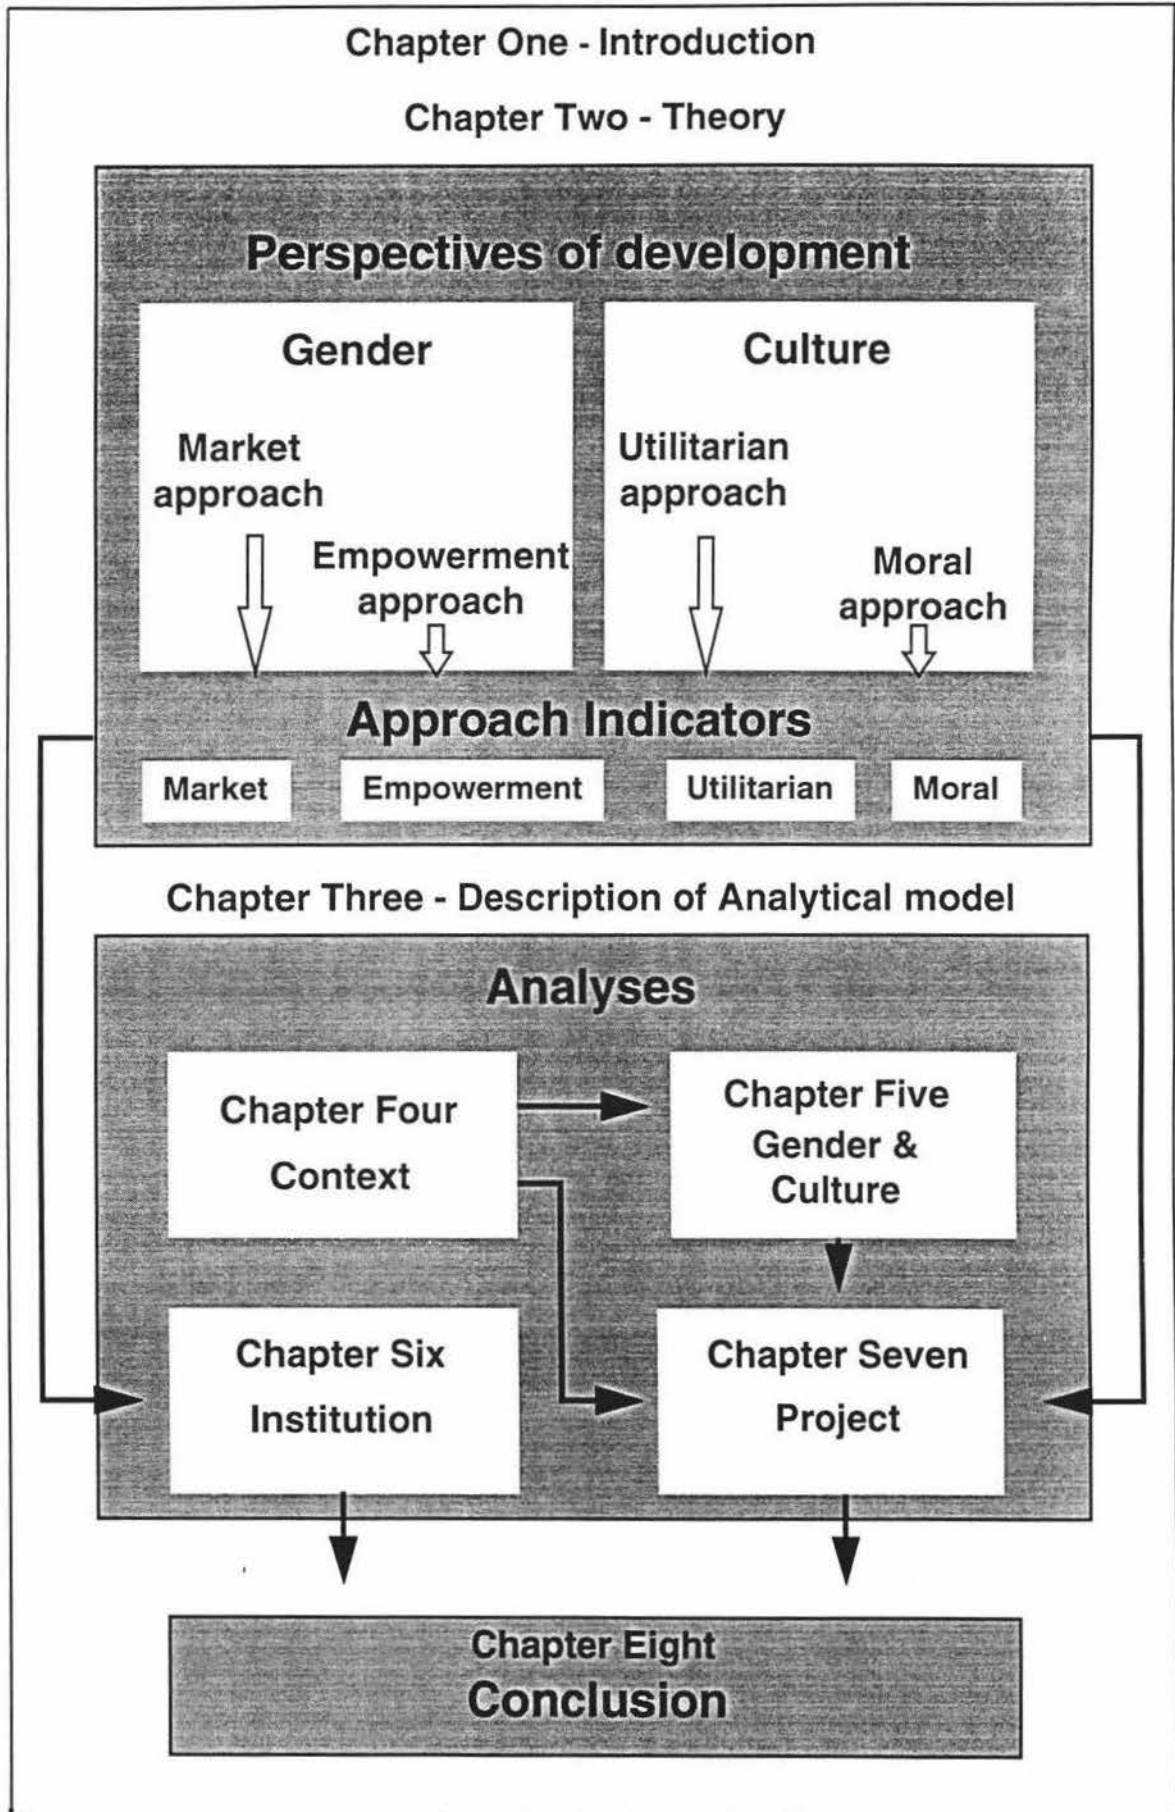 Chapter One - Introduction
Chapter Two - Theory
Perspectives of development
Gender
Market
approach
Empowerment
approach
Culture
Utilitarian
approach
Moral
approach
Approach Indicators
Market
Empowerment
Utilitarian
Moral
Chapter Three - Description of Analytical model
Analyses
Chapter Four
Context
Chapter Five
Gender &
Culture
Chapter Six
Institution
Chapter Seven
Project
Chapter Eight
Conclusion